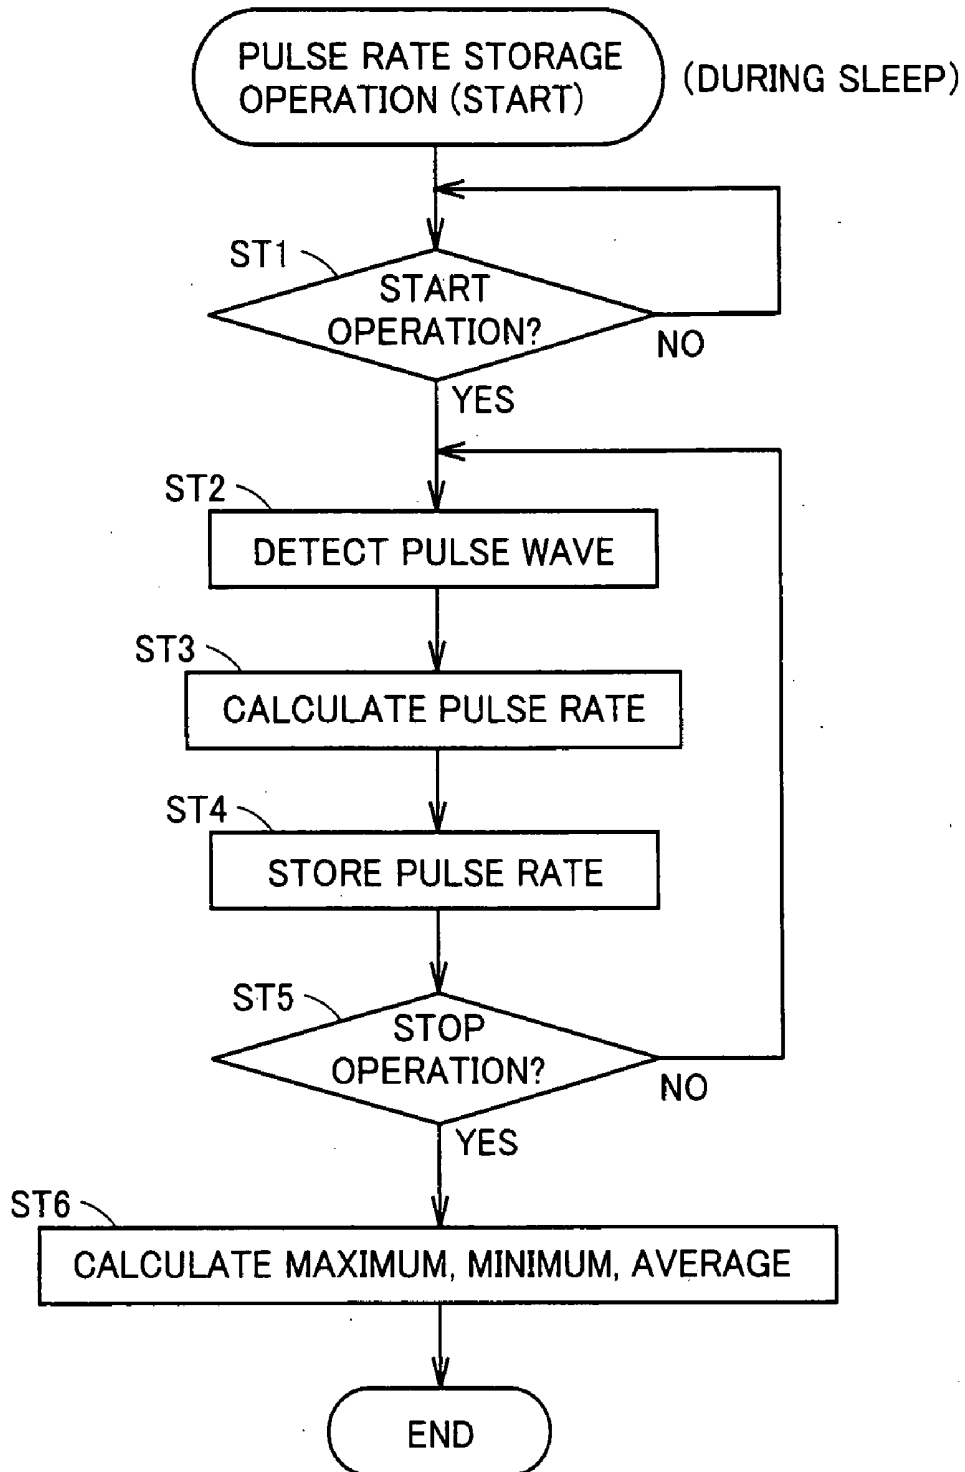 PULSE RATE STORAGE
OPERATION (START)
(DURING SLEEP)
ST1
START
OPERATION?
NO
YES
ST2
DETECT PULSE WAVE
ST3
CALCULATE PULSE RATE
ST4
STORE PULSE RATE
ST5
STOP
OPERATION?
NO
YES
ST6
CALCULATE MAXIMUM, MINIMUM, AVERAGE
END